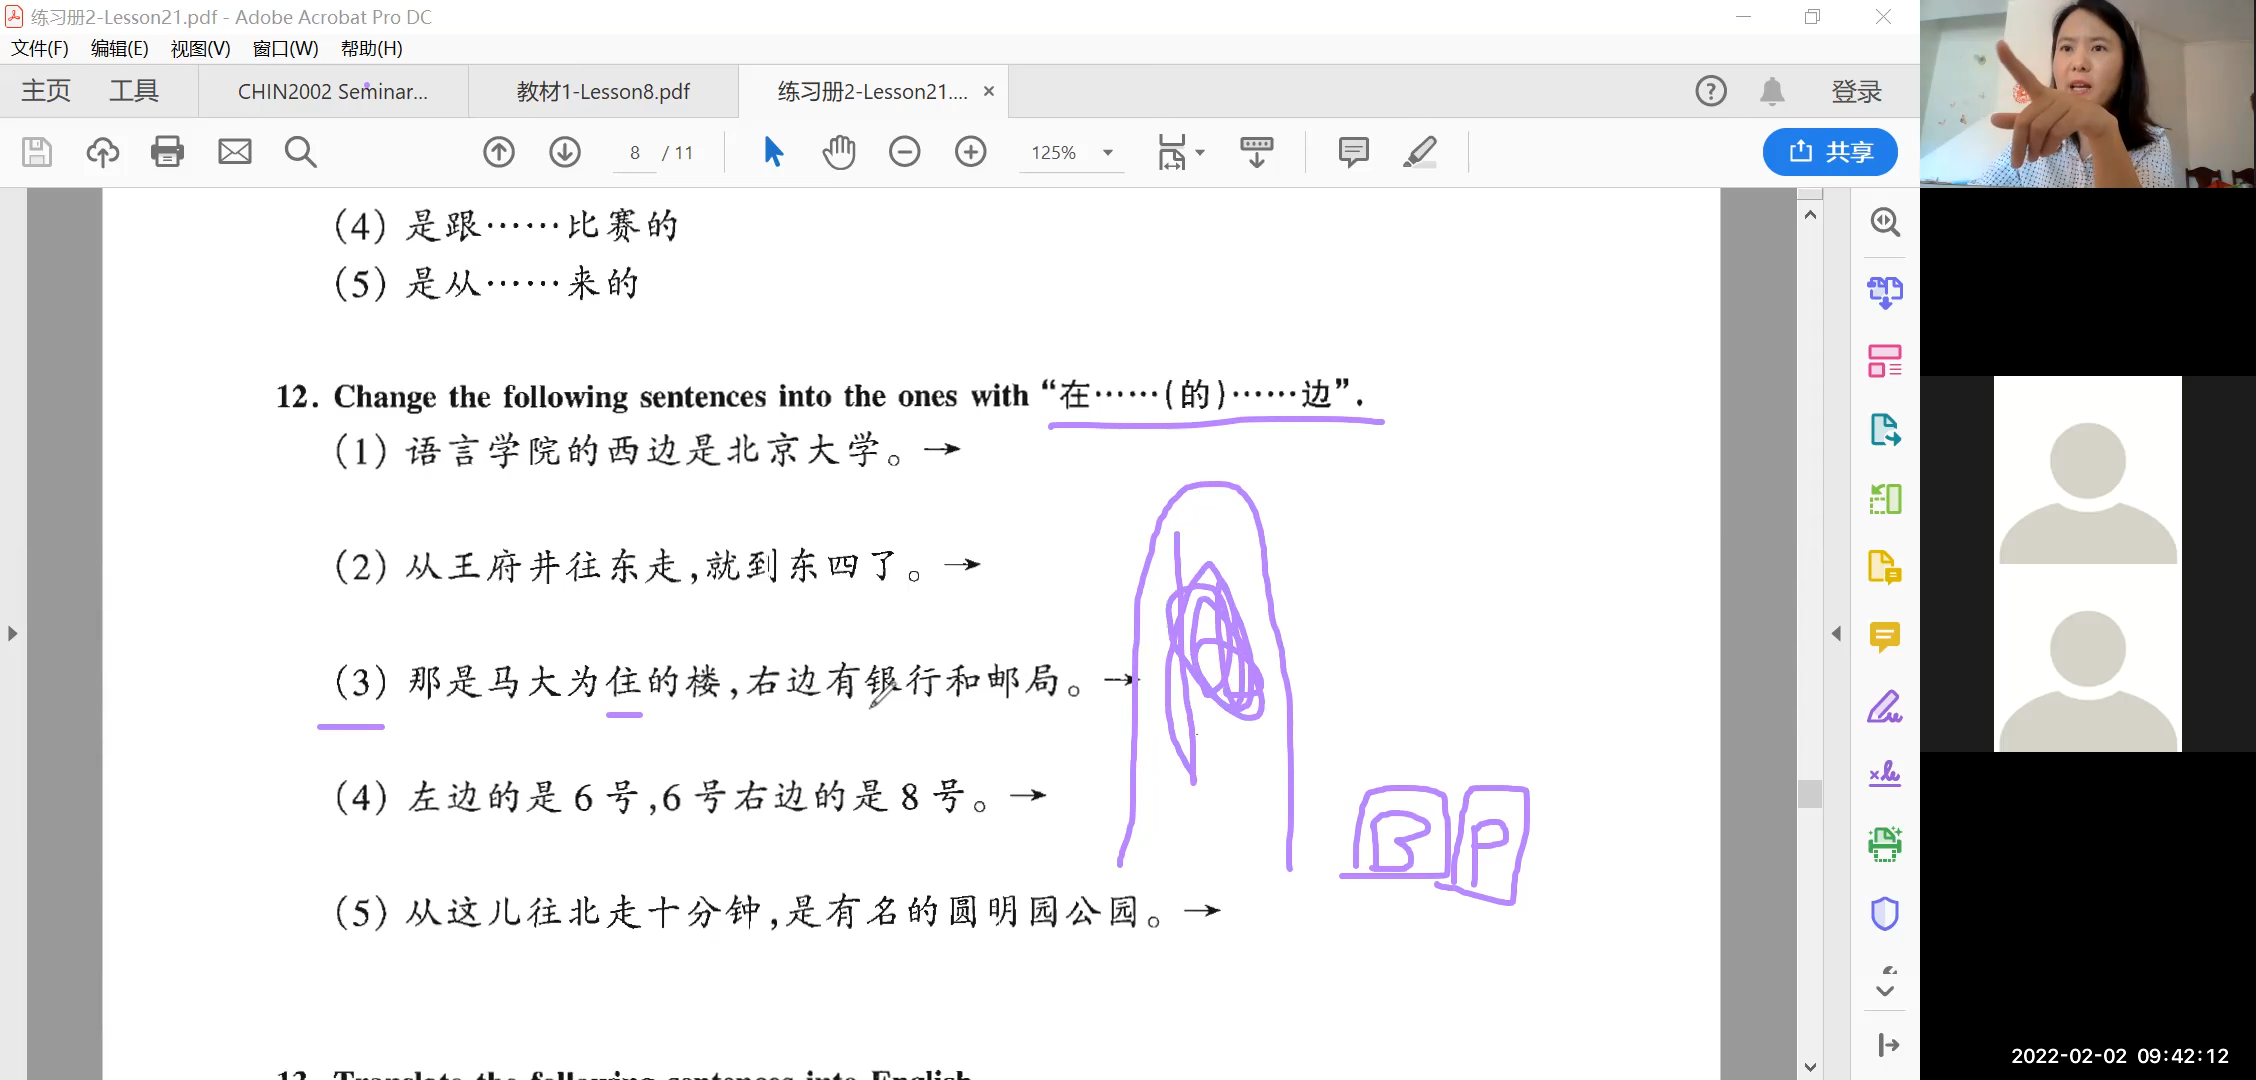 练习册2-Lesson21.pdf - Adobe Acrobat Pro DC
文件(F) 编辑(E) 视图(V) 窗口(W) 帮助(H)
主页 工具 CHIN2002 Seminar... 教材1-Lesson8.pdf 练习册2-Lesson21.... × 登录
8 / 11 125% 共享
(4) 是跟……比赛的
(5) 是从……来的
12. Change the following sentences into the ones with “在……(的)……边”.
(1) 语言学院的西边是北京大学。→
(2) 从王府井往东走,就到东四了。→
(3) 那是马大为住的楼,右边有银行和邮局。→
(4) 左边的是6号,6号右边的是8号。→
B P
(5) 从这儿往北走十分钟,是有名的圆明园公园。→
13. Translate the following sentences into English
2022-02-02 09:42:12